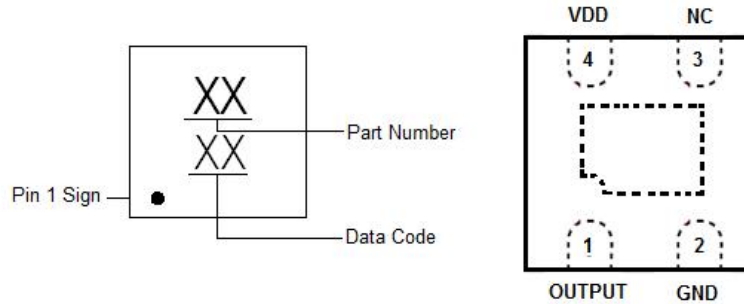 XX
XX
Part Number
Pin 1 Sign
Data Code
VDD NC
4 3
1 2
OUTPUT GND